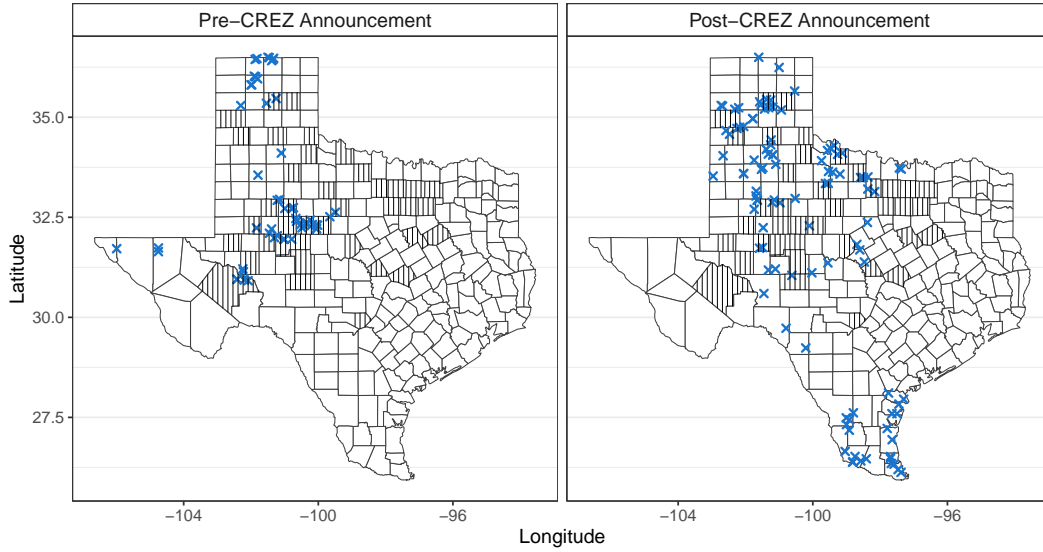 Pre−CREZ Announcement
Post−CREZ Announcement
Latitude
35.0
32.5
30.0
27.5
−104
−100
−96
−104
−100
−96
Longitude